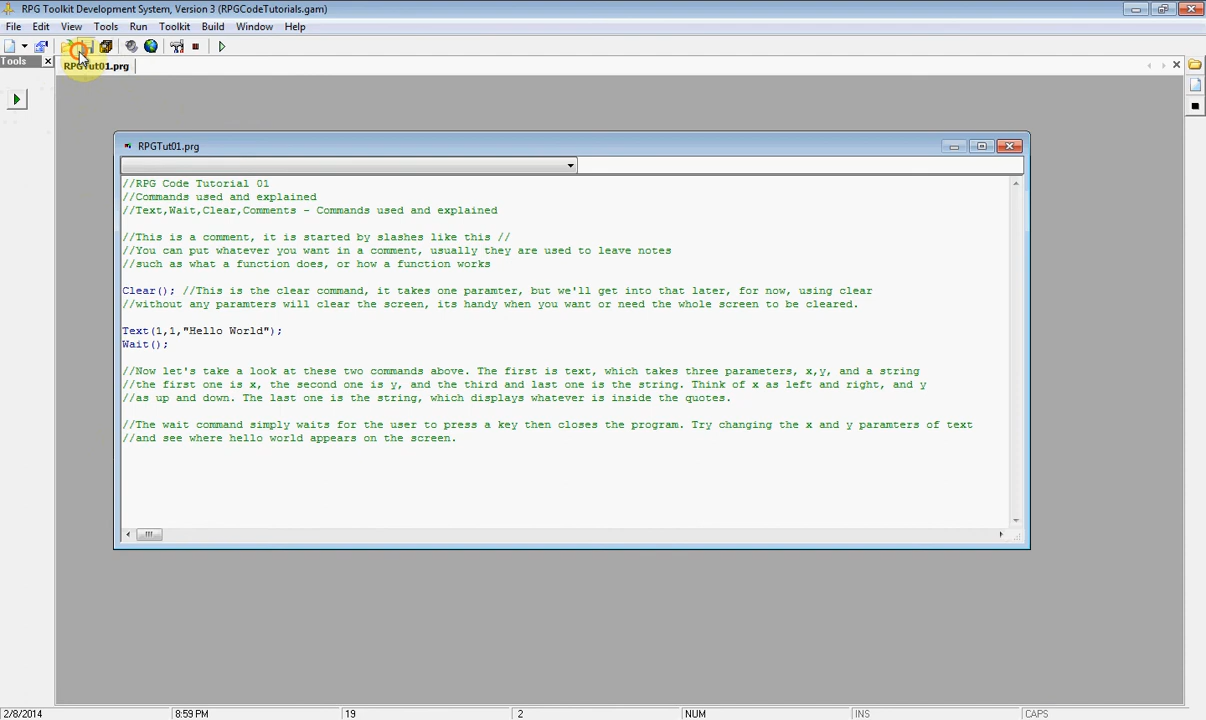 RPG Toolkit Development System, Version 3 (RPGCodeTutorials.gam)
File Edit View Tools Run Toolkit Build Window Help
Tools
RPGTut01.prg
RPGTut01.prg
//RPG Code Tutorial 01
//Commands used and explained
//Text,Wait,Clear,Comments - Commands used and explained
//This is a comment, it is started by slashes like this //
//You can put whatever you want in a comment, usually they are used to leave notes
//such as what a function does, or how a function works
Clear(); //This is the clear command, it takes one paramter, but we'll get into that later, for now, using clear
//without any paramters will clear the screen, its handy when you want or need the whole screen to be cleared.
Text(1,1,"Hello World");
Wait();
//Now let's take a look at these two commands above. The first is text, which takes three parameters, x,y, and a string
//the first one is x, the second one is y, and the third and last one is the string. Think of x as left and right, and y
//as up and down. The last one is the string, which displays whatever is inside the quotes.
//The wait command simply waits for the user to press a key then closes the program. Try changing the x and y paramters of text
//and see where hello world appears on the screen.
2/8/2014 8:59 PM 19 2 NUM INS CAPS